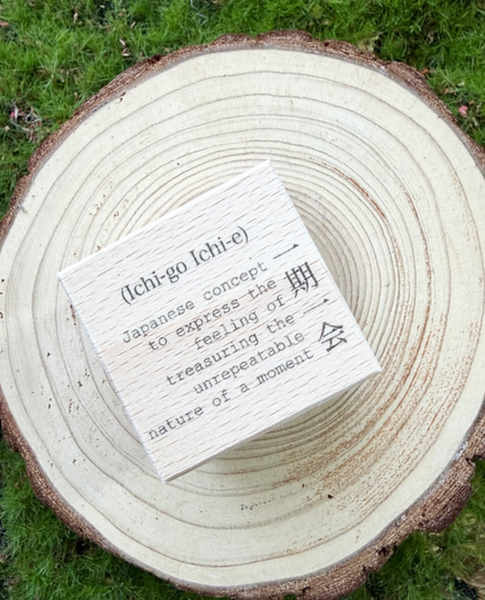 (Ichi-go Ichi-e)
Japanese concept
to express the
feeling of
treasuring the
unrepeatable
nature of a moment
一期一会